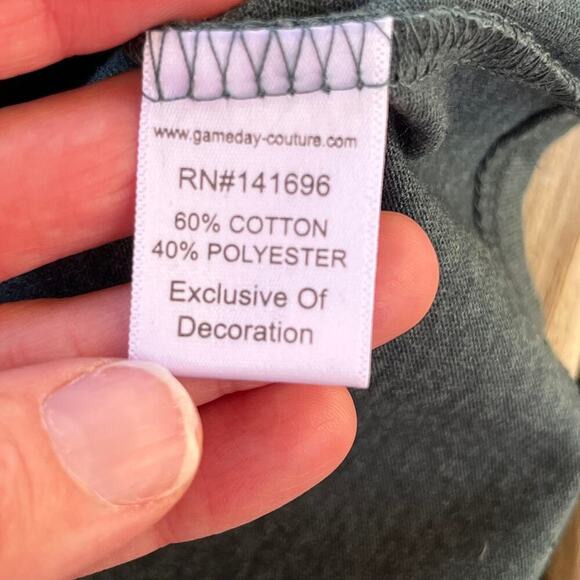 www.gameday-couture.com
RN#141696
60% COTTON
40% POLYESTER
Exclusive Of
Decoration